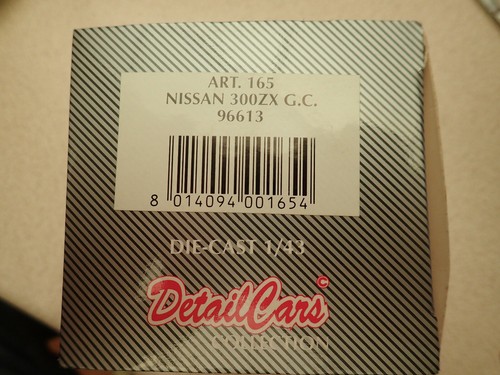 ART. 165
NISSAN 300ZX G.C.
96613
8 014094 001654
DIE-CAST 1/43
DetailCars ©
COLLECTION